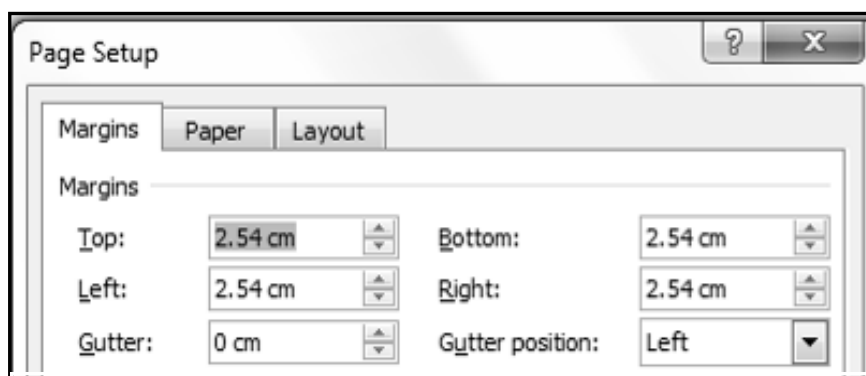 Page Setup ? x
Margins Paper Layout
Margins
Top: 2.54 cm Bottom: 2.54 cm
Left: 2.54 cm Right: 2.54 cm
Gutter: 0 cm Gutter position: Left